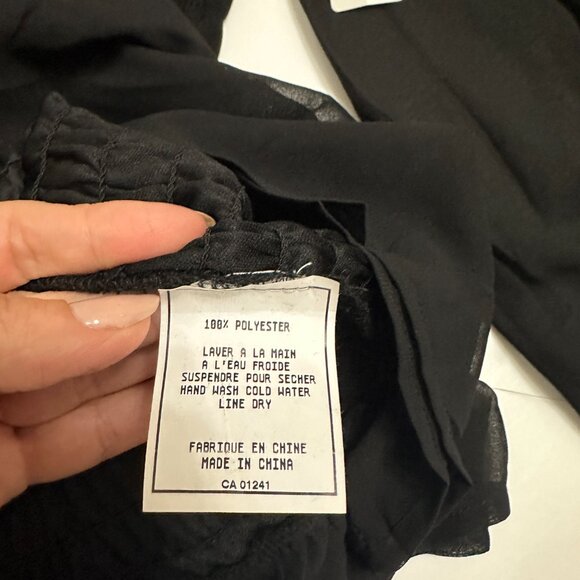 100% POLYESTER
LAVER A LA MAIN
A L'EAU FROIDE
SUSPENDRE POUR SECHER
HAND WASH COLD WATER
LINE DRY
FABRIQUE EN CHINE
MADE IN CHINA
CA 01241